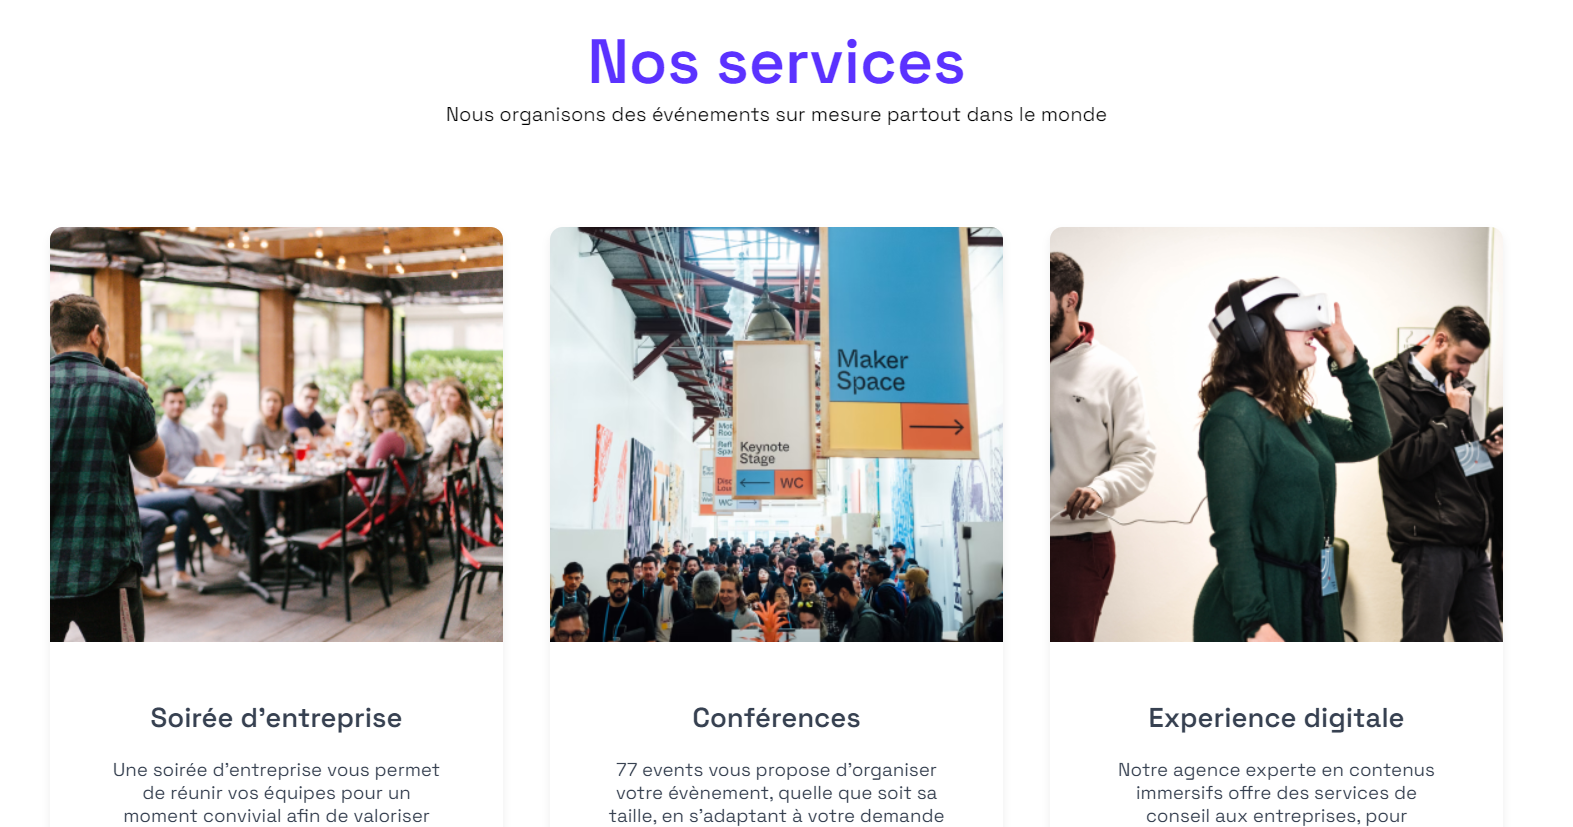 Nos services
Nous organisons des événements sur mesure partout dans le monde
Maker
Space
Keynote
Stage
WC
WC
Soirée d'entreprise
Une soirée d'entreprise vous permet
de réunir vos équipes pour un
moment convivial afin de valoriser
Conférences
77 events vous propose d'organiser
votre évènement, quelle que soit sa
taille, en s'adaptant à votre demande
Experience digitale
Notre agence experte en contenus
immersifs offre des services de
conseil aux entreprises, pour